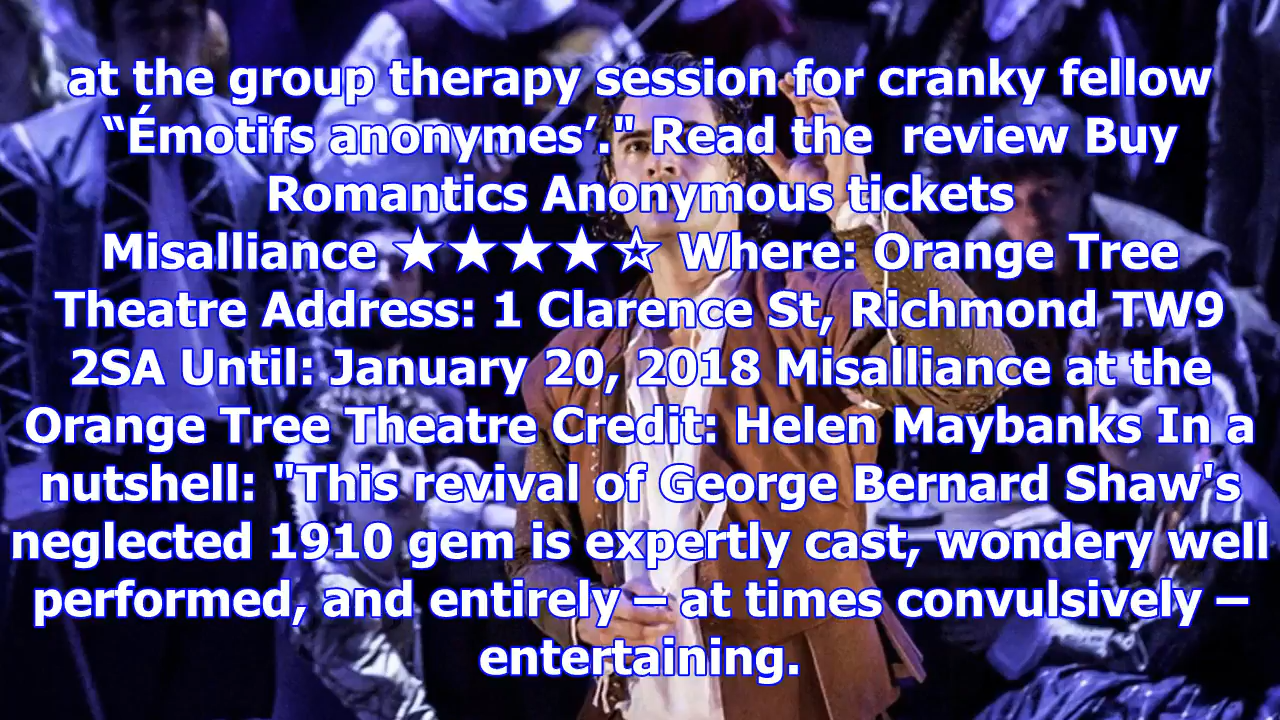 at the group therapy session for cranky fellow
“Émotifs anonymes’." Read the  review Buy
Romantics Anonymous tickets
Misalliance ★★★★☆ Where: Orange Tree
Theatre Address: 1 Clarence St, Richmond TW9
2SA Until: January 20, 2018 Misalliance at the
Orange Tree Theatre Credit: Helen Maybanks In a
nutshell: "This revival of George Bernard Shaw's
neglected 1910 gem is expertly cast, wondery well
performed, and entirely – at times convulsively –
entertaining.